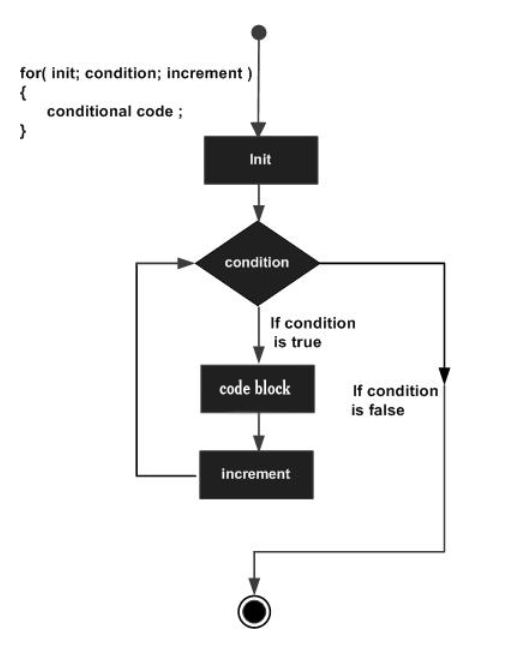 for( init; condition; increment )
{
conditional code ;
}
Init
condition
If condition
is true
code block
If condition
is false
increment